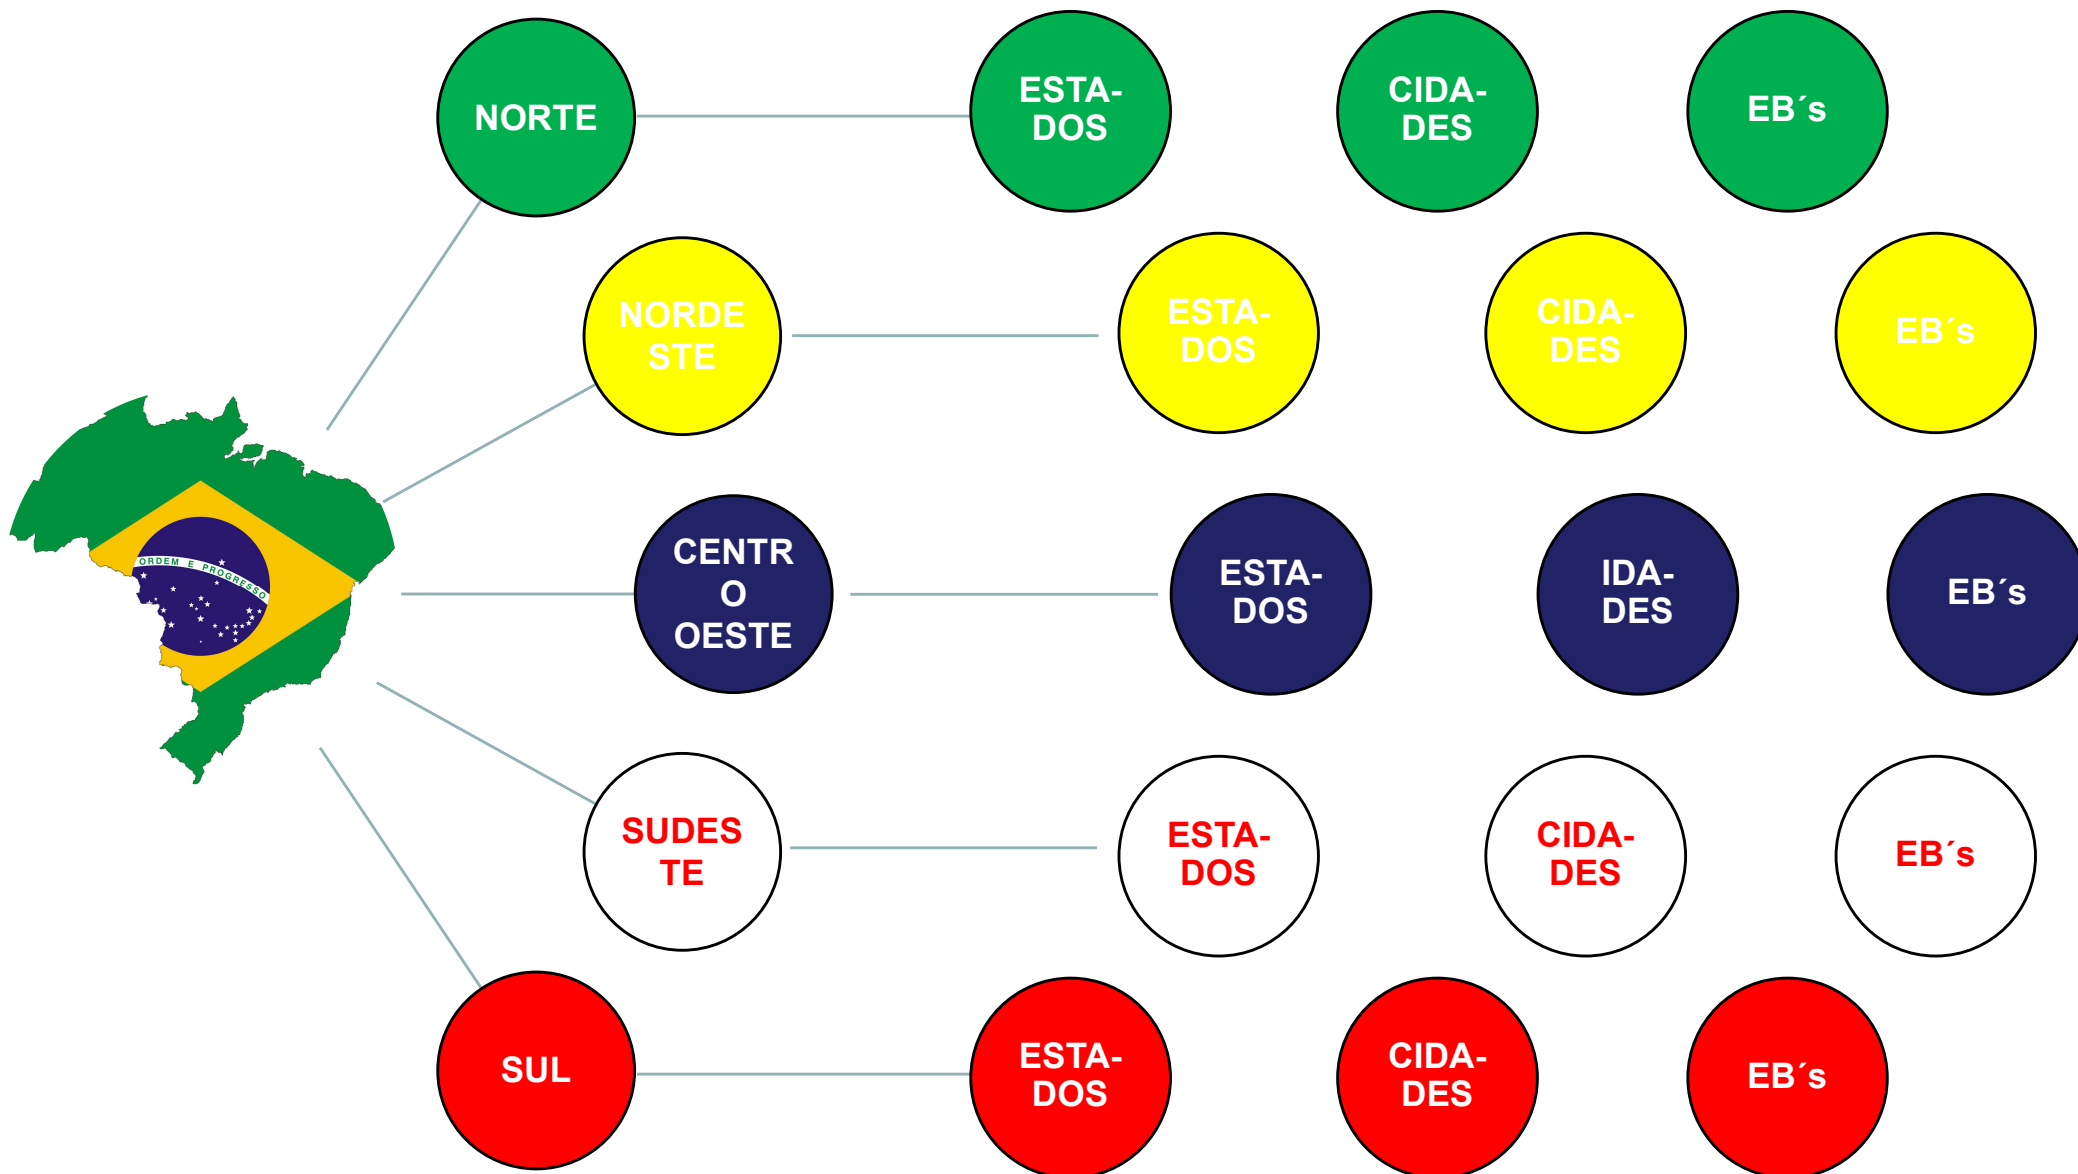 NORTE
ESTA-
DOS
CIDA-
DES
EB´s
NORDE
STE
ESTA-
DOS
CIDA-
DES
EB´s
ORDEM E PROGRESSO
CENTR
O
OESTE
ESTA-
DOS
IDA-
DES
EB´s
SUDES
TE
ESTA-
DOS
CIDA-
DES
EB´s
SUL
ESTA-
DOS
CIDA-
DES
EB´s